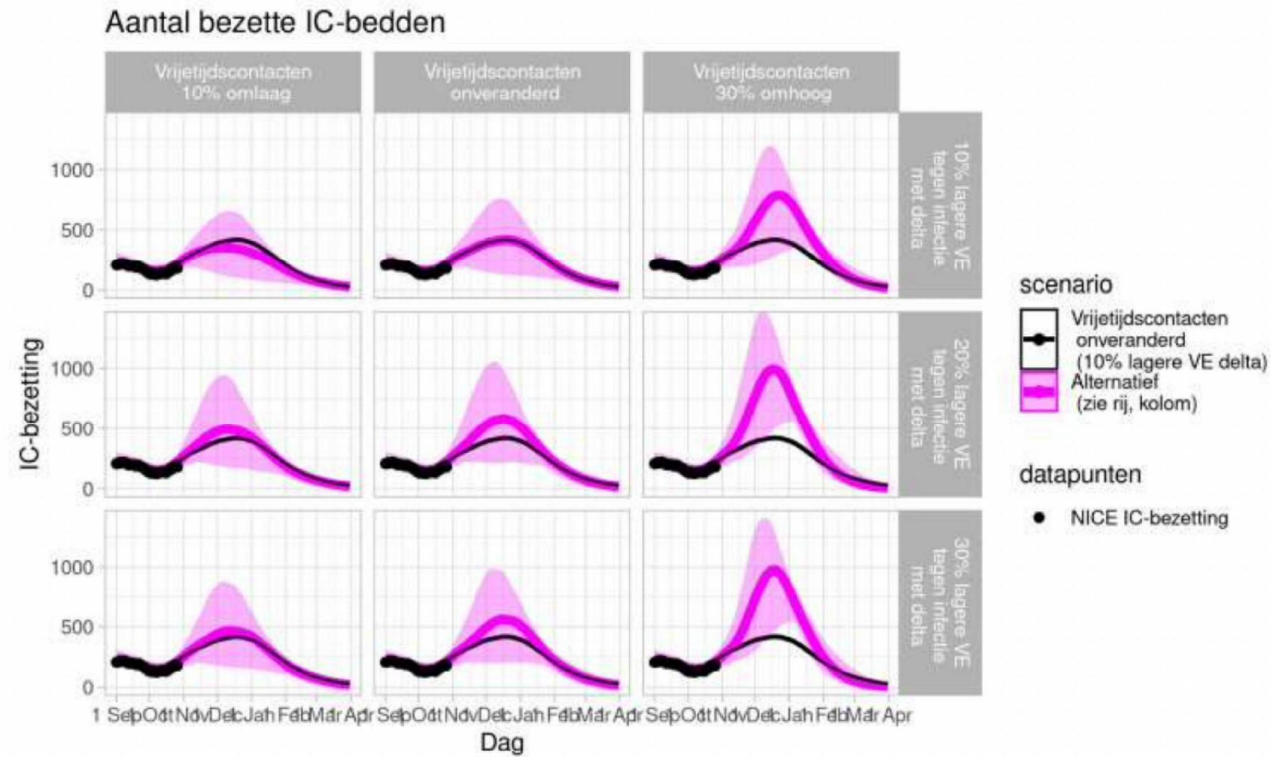 Aantal bezette IC-bedden
Vrijetijdscontacten
10% omlaag
Vrijetijdscontacten
onveranderd
Vrijetijdscontacten
30% omhoog
1000
500
0
10% lagere VE
tegen infectie
met delta
1000
500
0
20% lagere VE
tegen infectie
met delta
1000
500
0
30% lagere VE
tegen infectie
met delta
IC-bezetting
1 Sep
Dag
scenario
Vrijetijdscontacten
onveranderd
(10% lagere VE delta)
Alternatief
(zie rij, kolom)
datapunten
NICE IC-bezetting